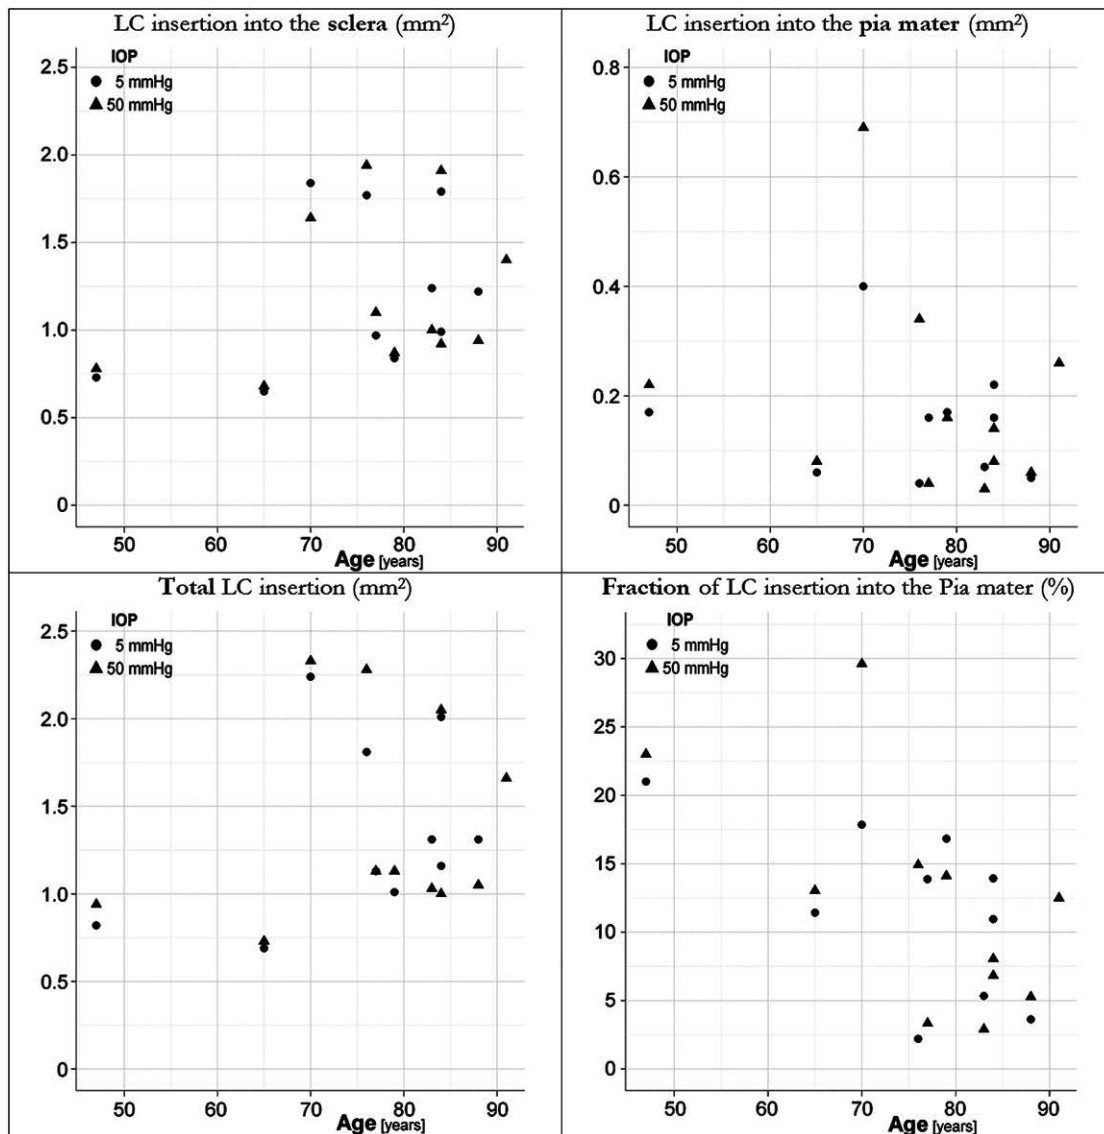 LC insertion into the sclera (mm²)
IOP
5 mmHg
50 mmHg
2.5
2.0
1.5
1.0
0.5
0
50 60 70 80 90
Age [years]
LC insertion into the pia mater (mm²)
IOP
5 mmHg
50 mmHg
0.8
0.6
0.4
0.2
0
50 60 70 80 90
Age [years]
Total LC insertion (mm²)
IOP
5 mmHg
50 mmHg
2.5
2.0
1.5
1.0
0.5
0
50 60 70 80 90
Age [years]
Fraction of LC insertion into the Pia mater (%)
IOP
5 mmHg
50 mmHg
30
25
20
15
10
5
0
50 60 70 80 90
Age [years]